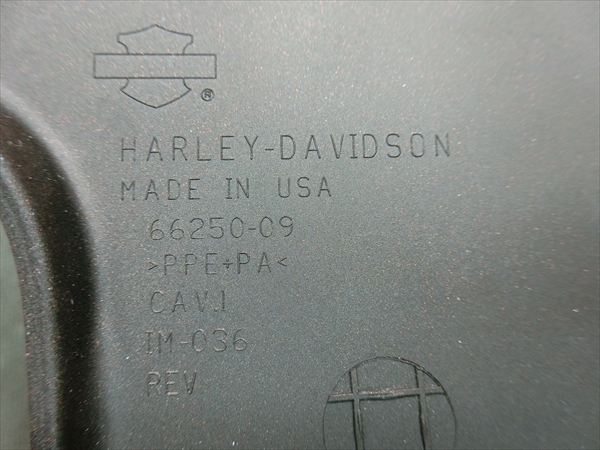 ®
HARLEY-DAVIDSON
MADE IN USA
66250-09
>PPE+PA<
CAV.1
IM-036
REV